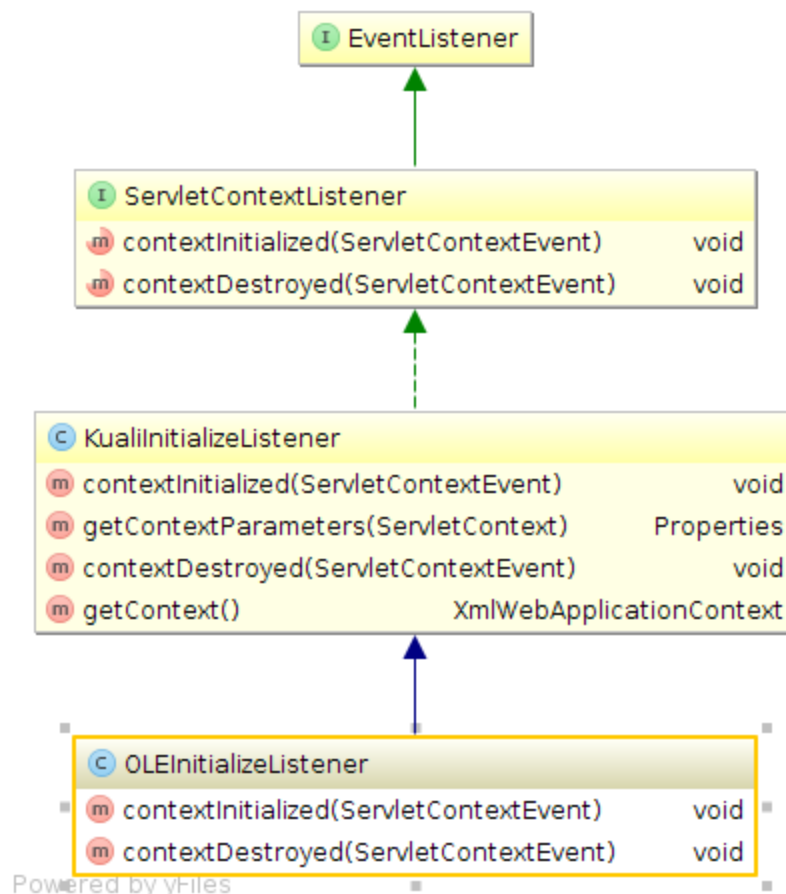 I EventListener
I ServletContextListener
m contextInitialized(ServletContextEvent) void
m contextDestroyed(ServletContextEvent) void
C KualiInitializeListener
m contextInitialized(ServletContextEvent) void
m getContextParameters(ServletContext) Properties
m contextDestroyed(ServletContextEvent) void
m getContext() XmlWebApplicationContext
C OLEInitializeListener
m contextInitialized(ServletContextEvent) void
m contextDestroyed(ServletContextEvent) void
Powered by yFiles